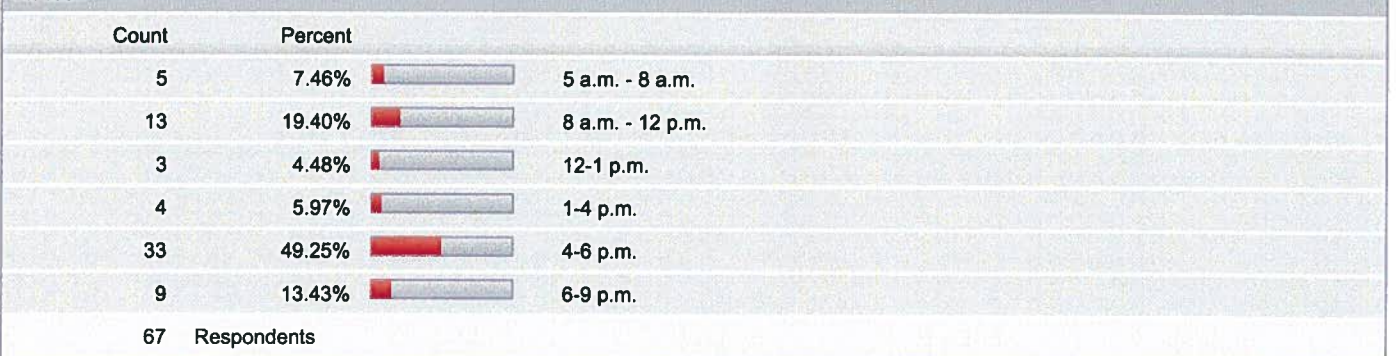 Count Percent
5 7.46% 5 a.m. - 8 a.m.
13 19.40% 8 a.m. - 12 p.m.
3 4.48% 12-1 p.m.
4 5.97% 1-4 p.m.
33 49.25% 4-6 p.m.
9 13.43% 6-9 p.m.
67 Respondents